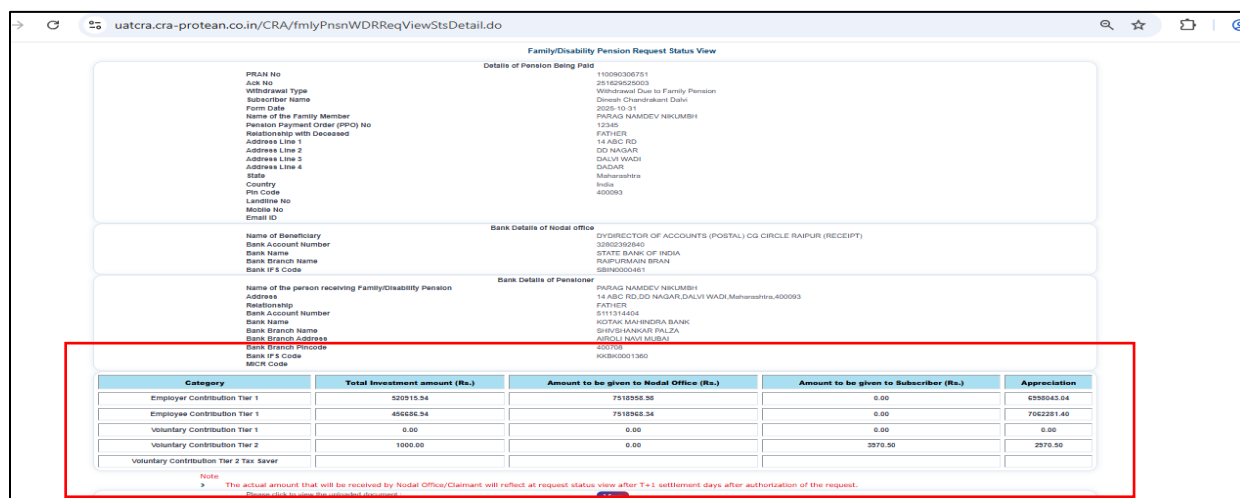 uatcra.cra-protean.co.in/CRA/fmlyPnsnWDRReqViewStsDetail.do
Family/Disability Pension Request Status View
Details of Pension Being Paid
PRAN No 110090306751
Ack No 251629525003
Withdrawal Type Withdrawal Due to Family Pension
Subscriber Name Dinesh Chandrakant Dalvi
Form Date 2025-10-31
Name of the Family Member PARAG NAMDEV NIKUMBH
Pension Payment Order (PPO) No 12345
Relationship with Deceased FATHER
Address Line 1 14 ABC RD
Address Line 2 DD NAGAR
Address Line 3 DALVI WADI
Address Line 4 DADAR
State Maharashtra
Country India
Pin Code 400093
Landline No
Mobile No
Email ID
Bank Details of Nodal office
Name of Beneficiary DYDIRECTOR OF ACCOUNTS (POSTAL) CG CIRCLE RAIPUR (RECEIPT)
Bank Account Number 32802392840
Bank Name STATE BANK OF INDIA
Bank Branch Name RAIPURMAIN BRAN
Bank IFS Code SBIN0000461
Bank Details of Pensioner
Name of the person receiving Family/Disability Pension PARAG NAMDEV NIKUMBH
Address 14 ABC RD,DD NAGAR,DALVI WADI,Maharashtra,400093
Relationship FATHER
Bank Account Number 5111314404
Bank Name KOTAK MAHINDRA BANK
Bank Branch Name SHIVSHANKAR PALZA
Bank Branch Address AIROLI NAVI MUBAI
Bank Branch Pincode 400708
Bank IFS Code KKBK0001360
MICR Code
Category Total Investment amount (Rs.) Amount to be given to Nodal Office (Rs.) Amount to be given to Subscriber (Rs.) Appreciation
Employer Contribution Tier 1 520915.94 7518958.98 0.00 6998043.04
Employee Contribution Tier 1 456686.94 7518968.34 0.00 7062281.40
Voluntary Contribution Tier 1 0.00 0.00 0.00 0.00
Voluntary Contribution Tier 2 1000.00 0.00 3970.50 2970.50
Voluntary Contribution Tier 2 Tax Saver
Note
> The actual amount that will be received by Nodal Office/Claimant will reflect at request status view after T+1 settlement days after authorization of the request.
Please click to view the uploaded document :